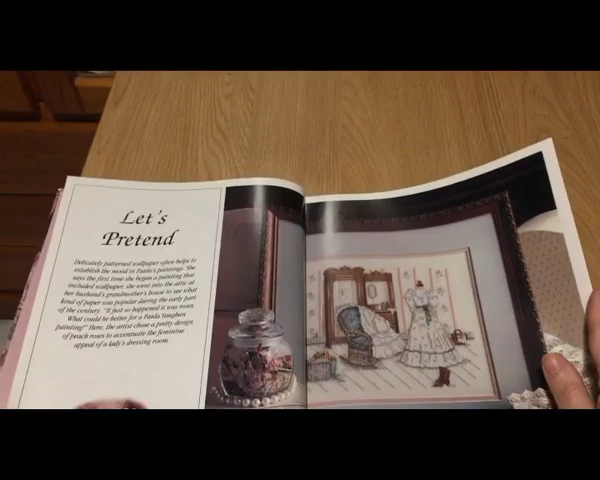 Let's
Pretend
Delicately patterned wallpaper often helps to
establish the mood in Paula's paintings. She
says the first time she began a painting that
included wallpaper, she went into the attic at
her husband's grandmother's house to see what
kind of paper was popular during the early part
of the century. "It just so happened it was roses.
What could be better for a Paula Vaughan
painting!" Here, the artist chose a pretty design
of peach roses to accentuate the feminine
appeal of a lady's dressing room.